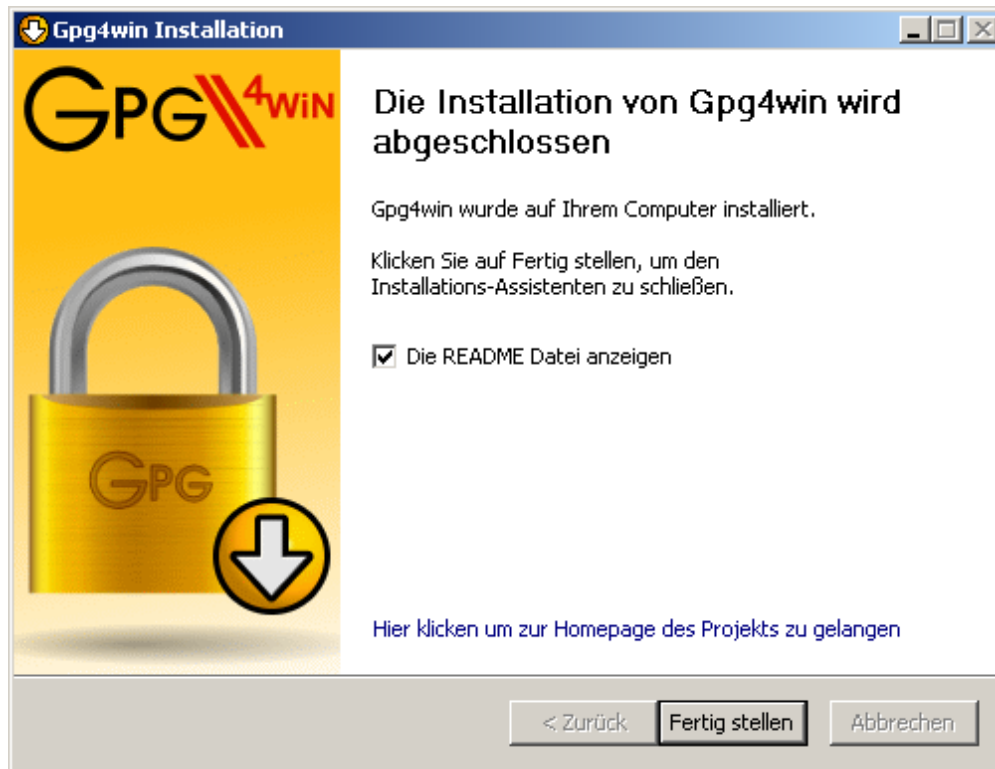 Gpg4win Installation
GPG4WiN
Die Installation von Gpg4win wird
abgeschlossen
Gpg4win wurde auf Ihrem Computer installiert.
Klicken Sie auf Fertig stellen, um den
Installations-Assistenten zu schließen.
Die README Datei anzeigen
GPG
Hier klicken um zur Homepage des Projekts zu gelangen
< Zurück Fertig stellen Abbrechen